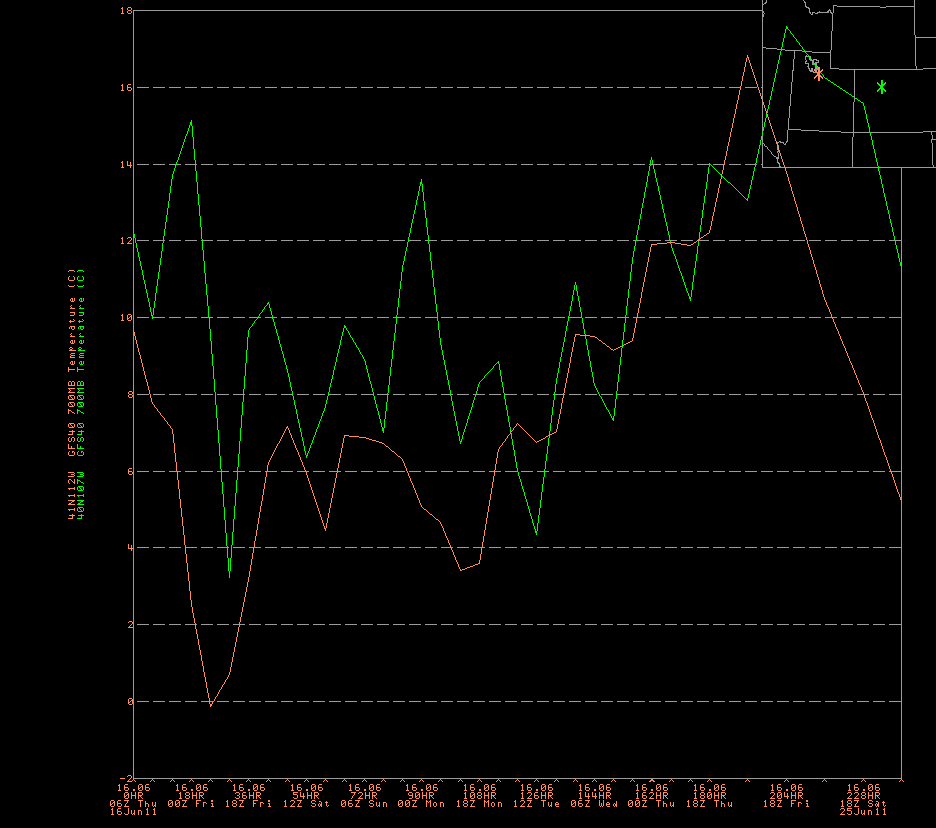 18
16
14
12
10
8
6
4
2
0
-2
41N112W GFS40 700MB Temperature (C)
40N107W GFS40 700MB Temperature (C)
16.06 16.06 16.06 16.06 16.06 16.06 16.06 16.06 16.06 16.06 16.06 16.06 16.06
0HR 18HR 36HR 54HR 72HR 90HR 108HR 126HR 144HR 162HR 180HR 204HR 228HR
06Z Thu 00Z Fri 18Z Fri 12Z Sat 06Z Sun 00Z Mon 18Z Mon 12Z Tue 06Z Wed 00Z Thu 18Z Thu 18Z Fri 18Z Sat
16Jun11 25Jun11